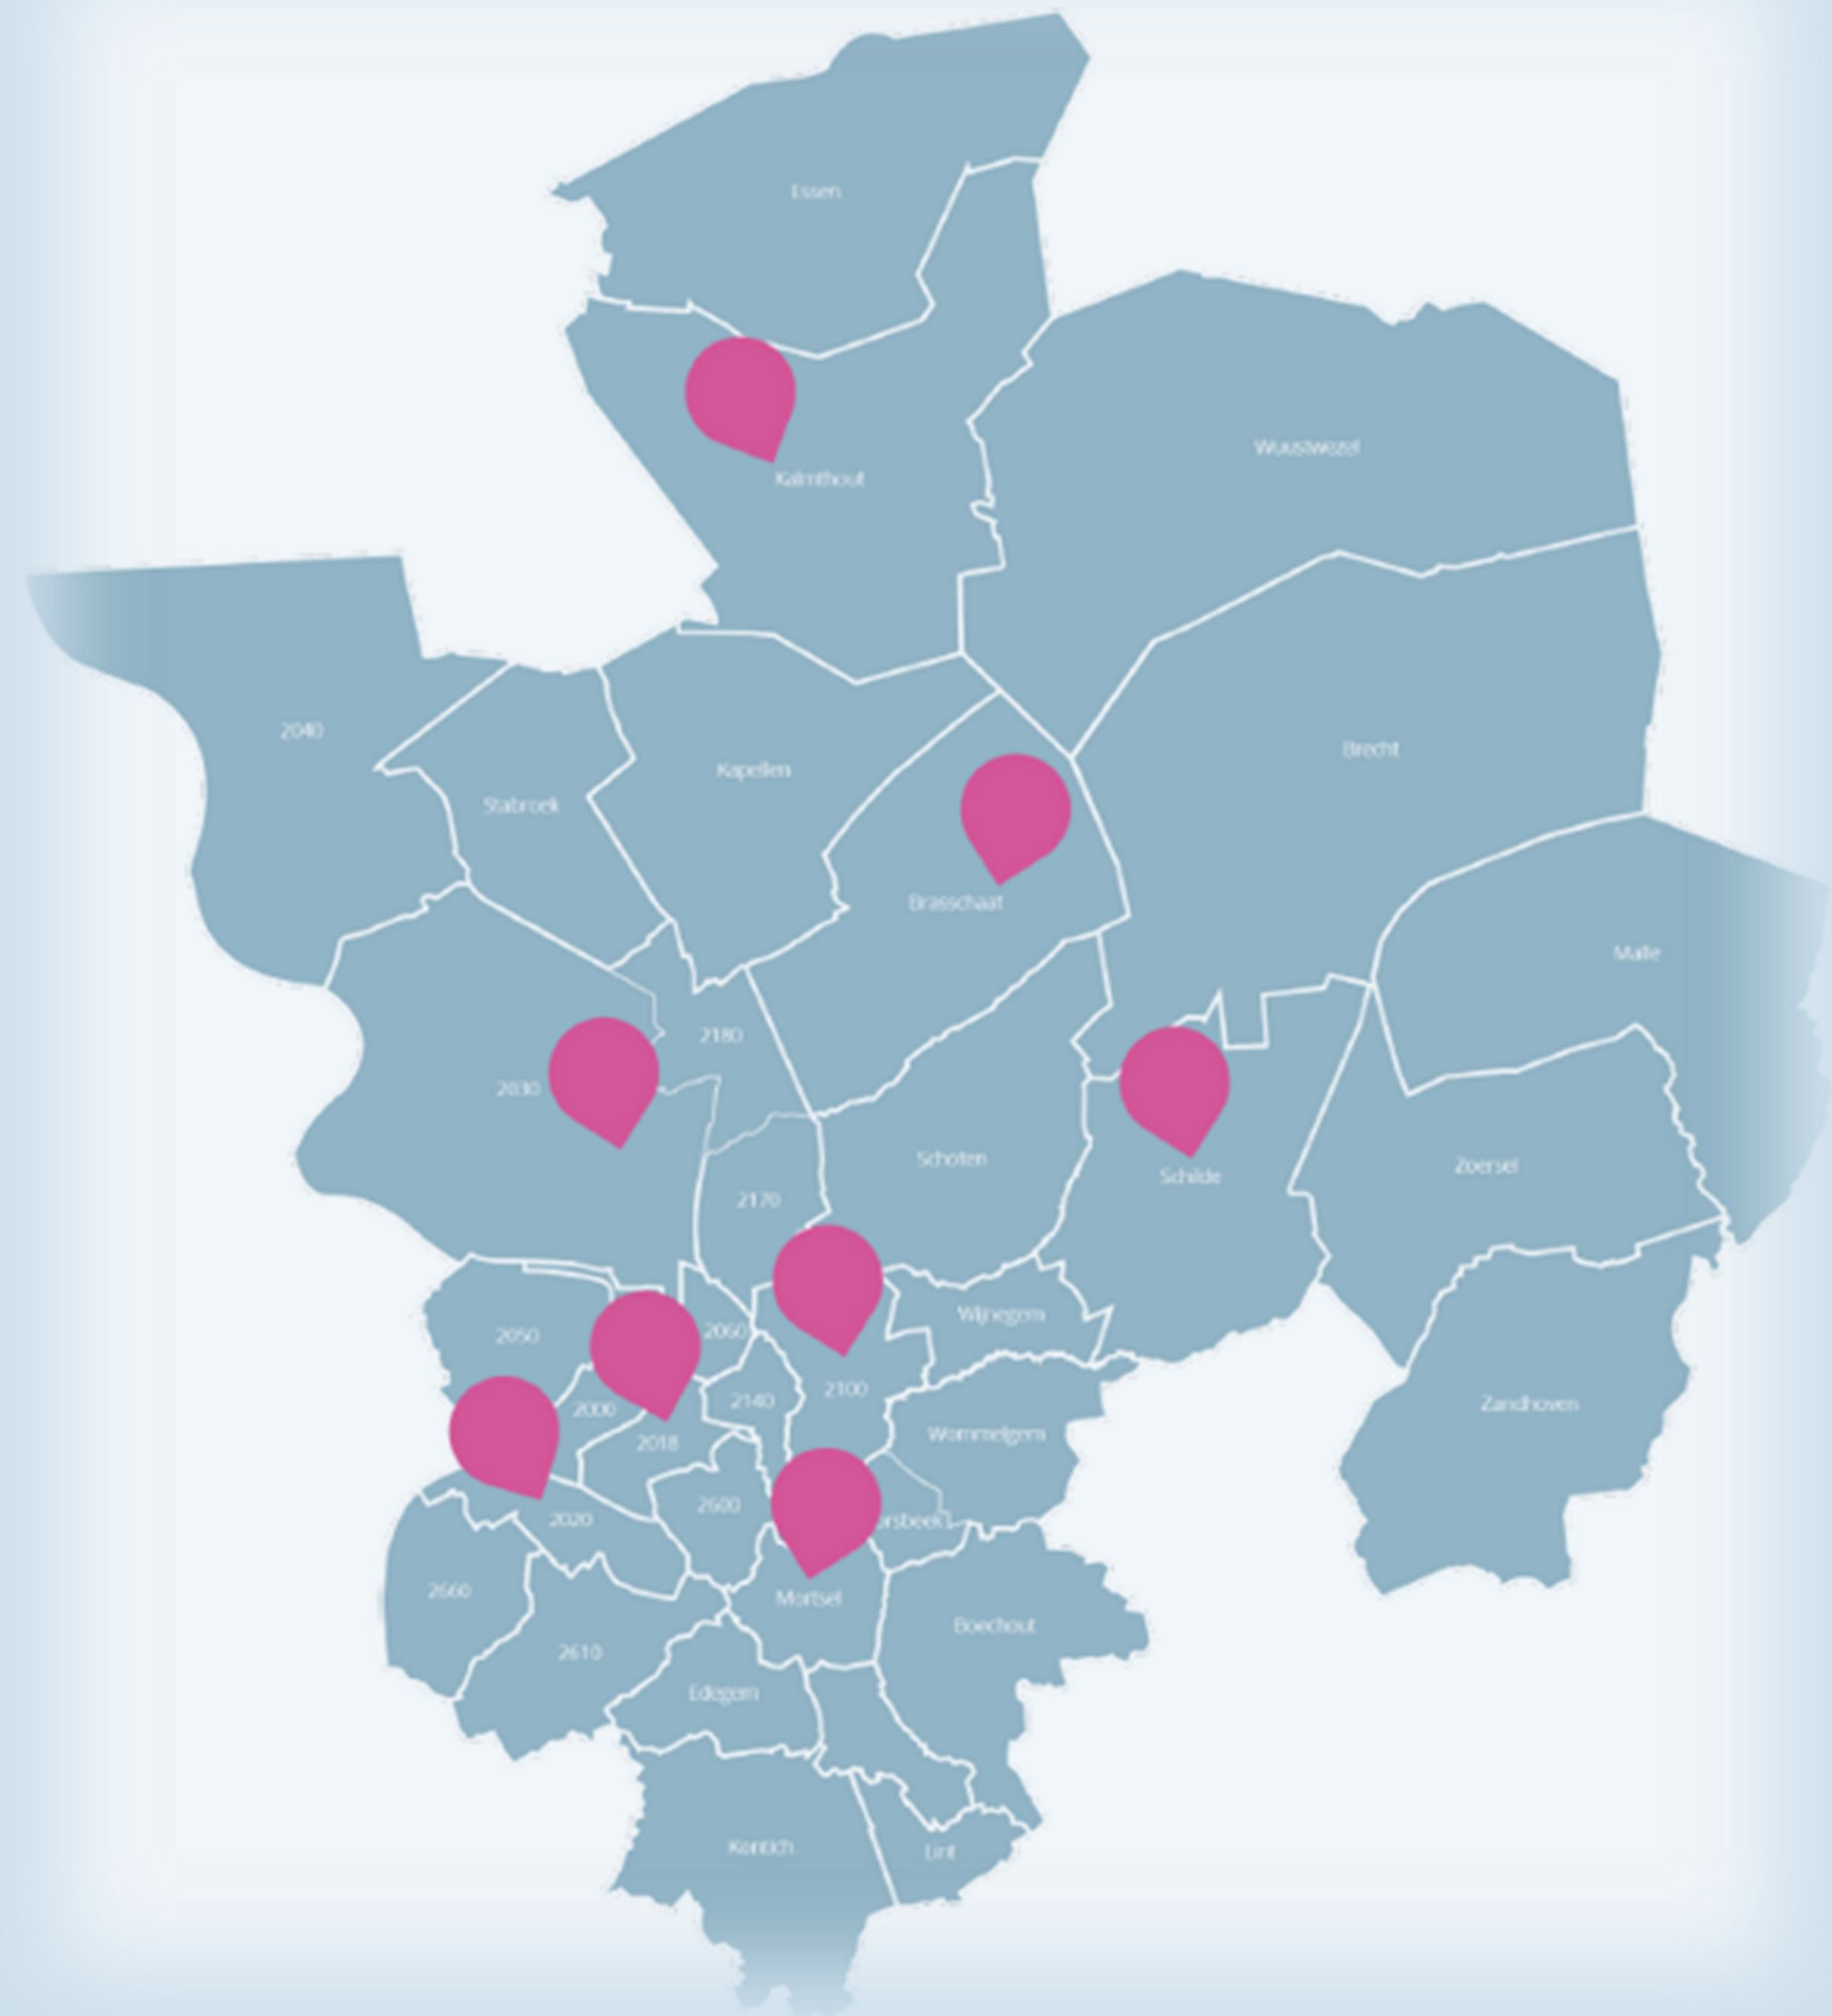 Essen
Wuustwezel
Kalmthout
2040
Brecht
Kapellen
Stabroek
Brasschaat
Malle
2180
2030
Schoten
Zoersel
Schilde
2170
Wijnegem
2060
2050
2100
2140
Zandhoven
2000
Wommelgem
2018
2600
2020
orsbeek
2660
Mortsel
Boechout
2610
Edegem
Kontich
Lint